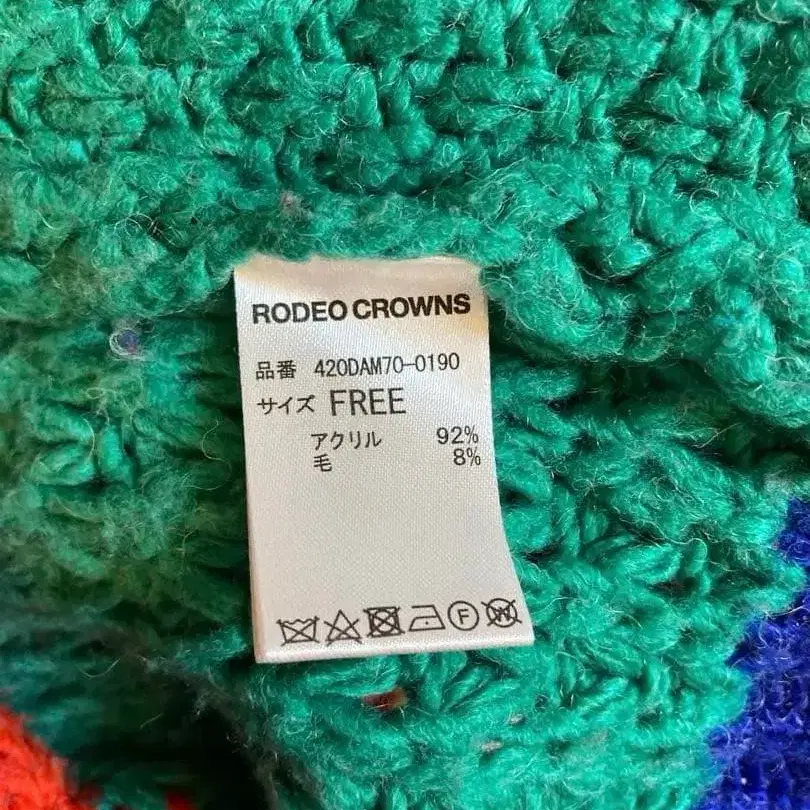 RODEO CROWNS
品番 420DAM70-0190
サイズ FREE
アクリル 92%
毛 8%
F W